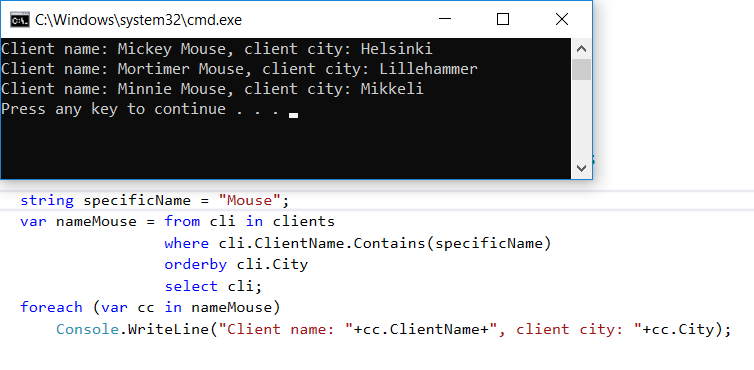 C:\Windows\system32\cmd.exe
Client name: Mickey Mouse, client city: Helsinki
Client name: Mortimer Mouse, client city: Lillehammer
Client name: Minnie Mouse, client city: Mikkeli
Press any key to continue . . .
string specificName = "Mouse";
var nameMouse = from cli in clients
where cli.ClientName.Contains(specificName)
orderby cli.City
select cli;
foreach (var cc in nameMouse)
Console.WriteLine("Client name: "+cc.ClientName+", client city: "+cc.City);